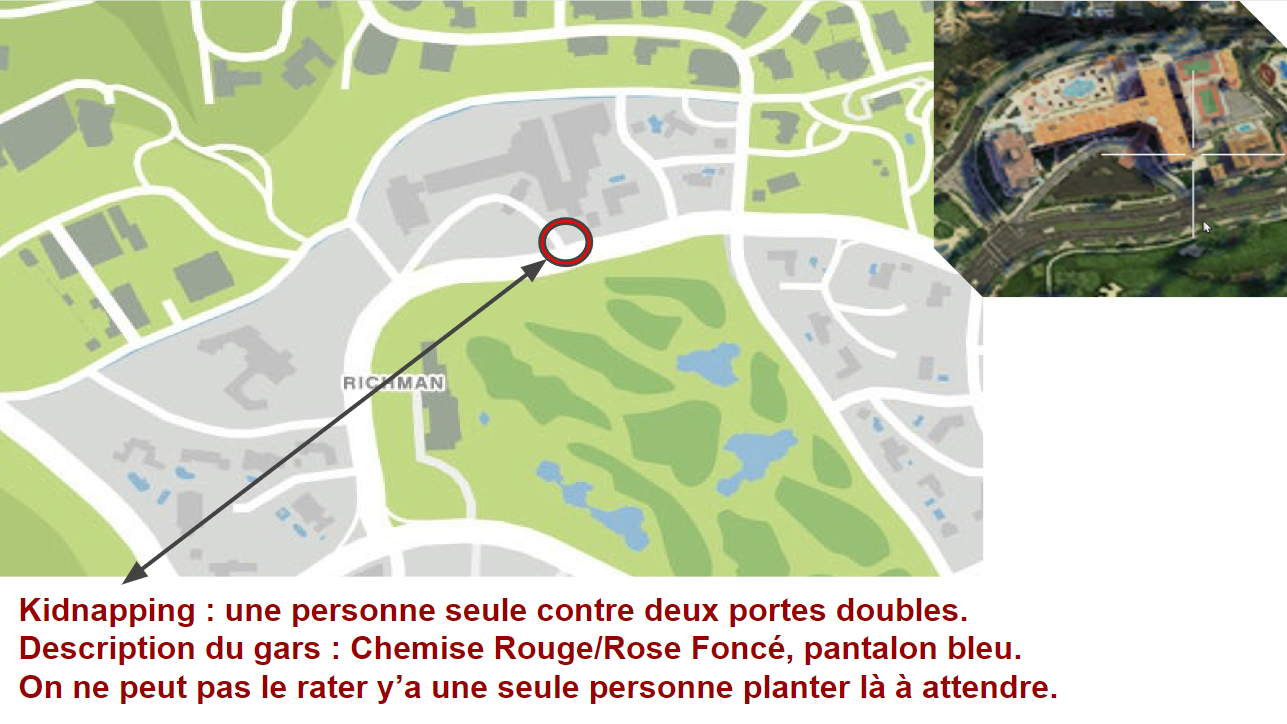 RICHMAN
Kidnapping : une personne seule contre deux portes doubles.
Description du gars : Chemise Rouge/Rose Foncé, pantalon bleu.
On ne peut pas le rater y’a une seule personne planter là à attendre.